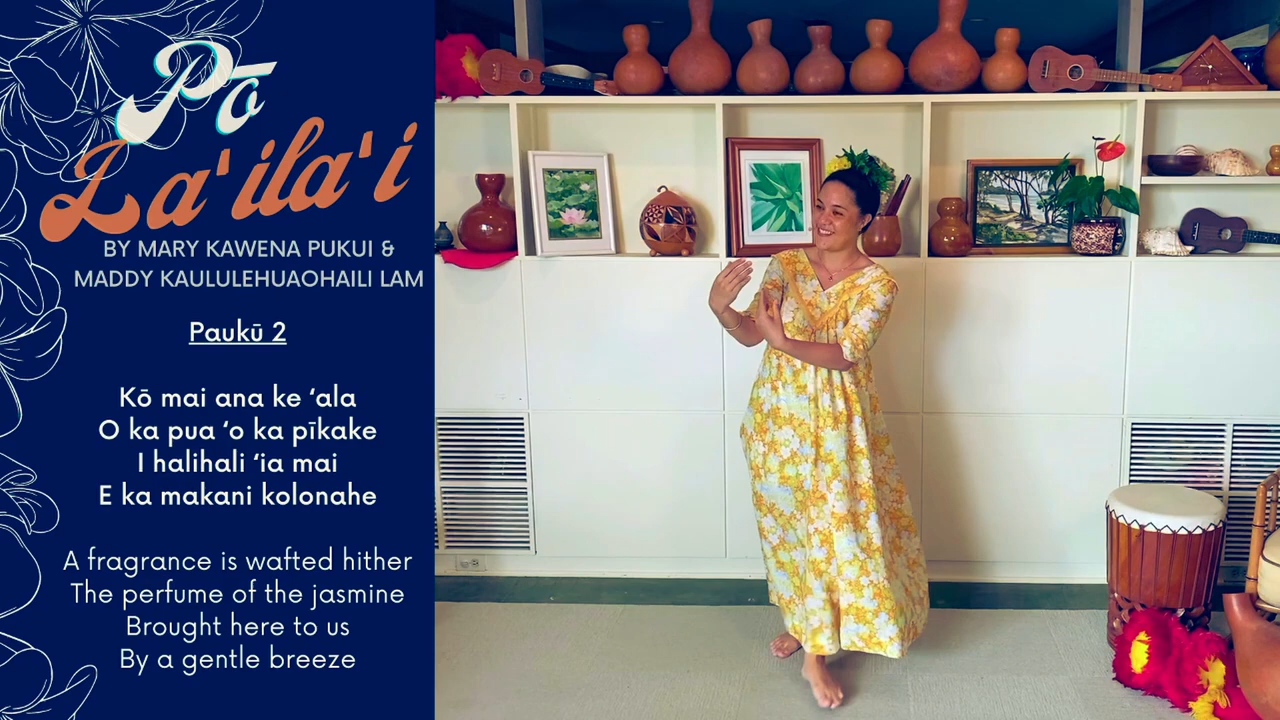 Pō
Laʻilaʻi
BY MARY KAWENA PUKUI &
MADDY KAULULEHUAOHAILI LAM
Paukū 2
Kō mai ana ke ʻala
O ka pua ʻo ka pīkake
I halihali ʻia mai
E ka makani kolonahe
A fragrance is wafted hither
The perfume of the jasmine
Brought here to us
By a gentle breeze